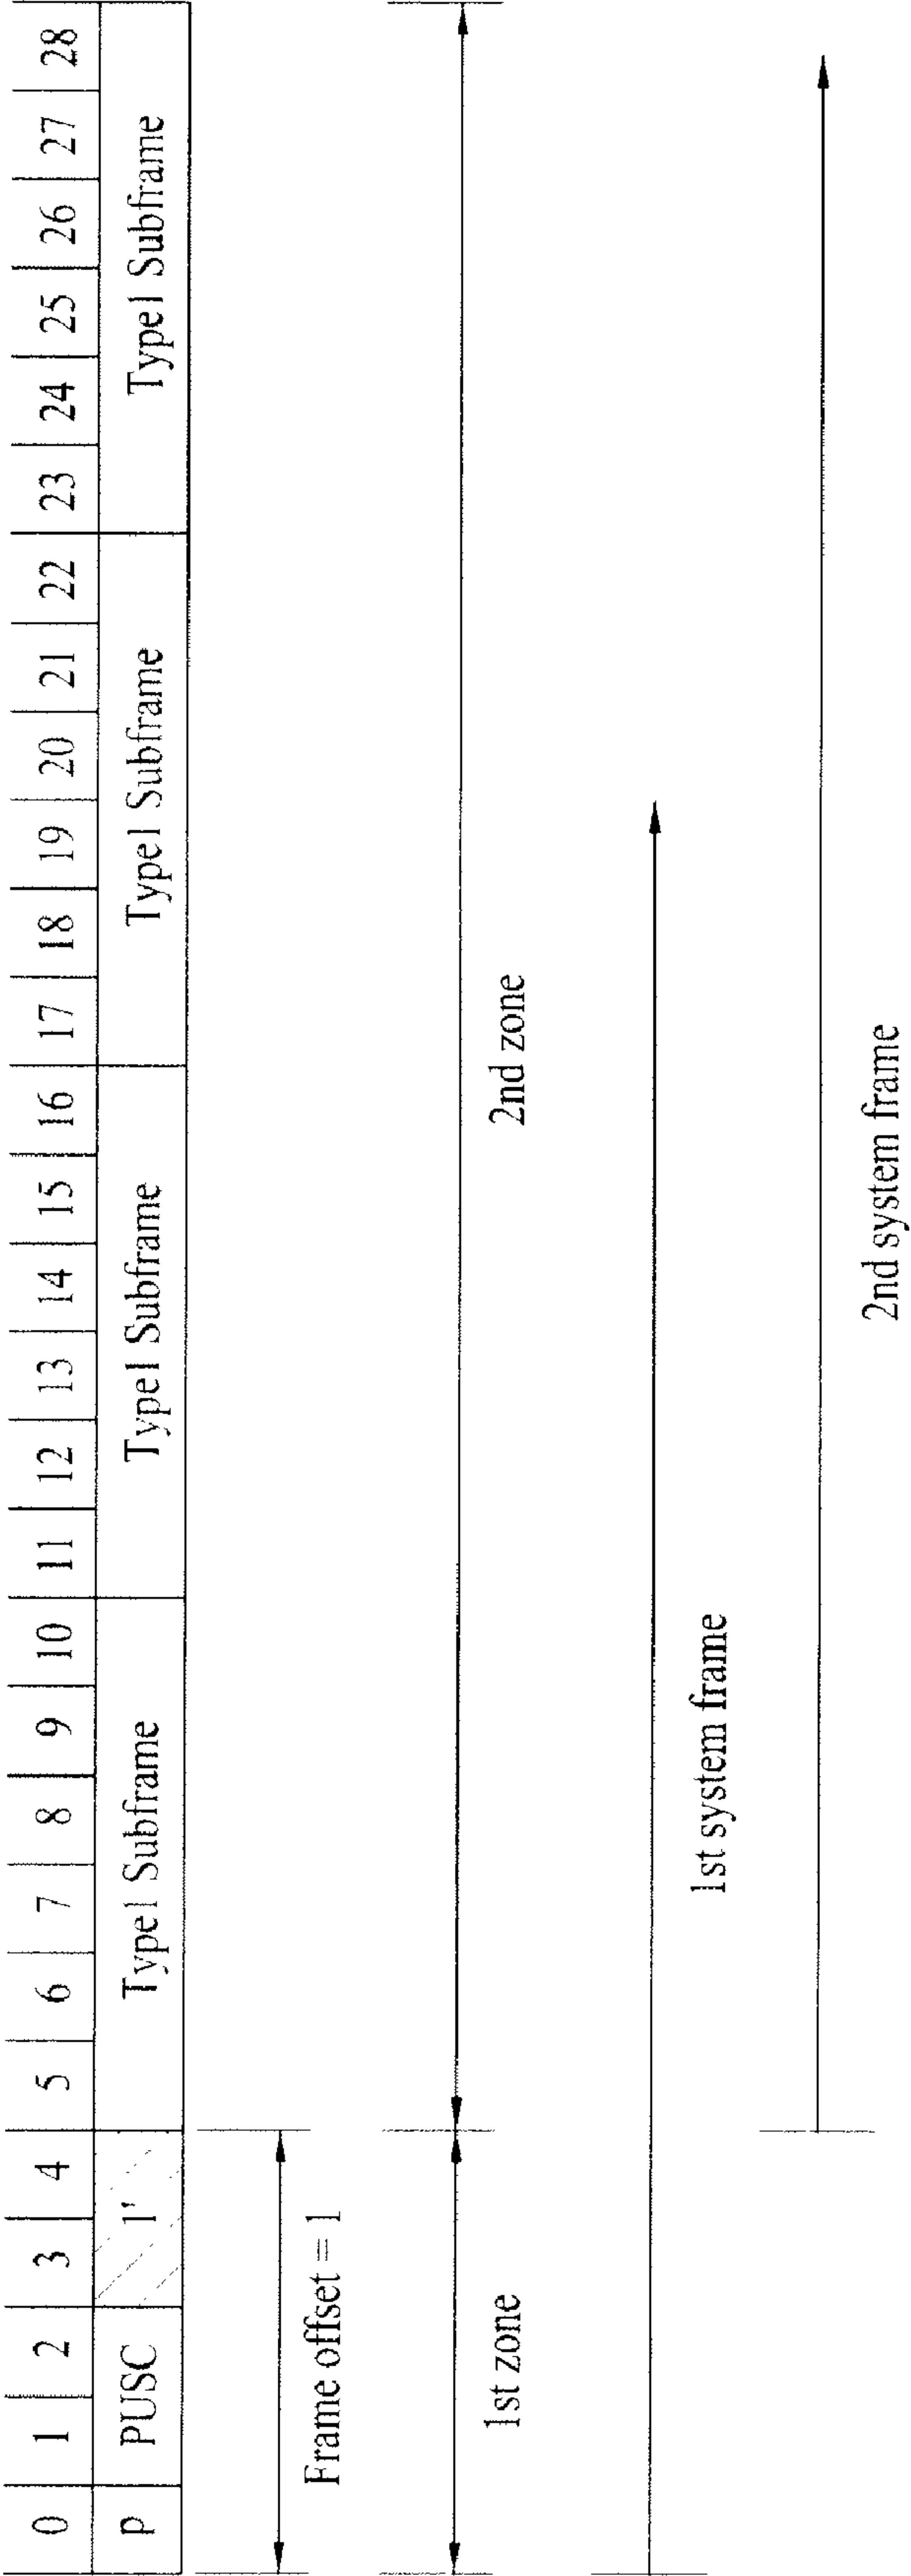 0 1 2 3 4 5 6 7 8 9 10 11 12 13 14 15 16 17 18 19 20 21 22 23 24 25 26 27 28
P PUSC 1' Type1 Subframe Type1 Subframe Type1 Subframe Type1 Subframe
Frame offset = 1
1st zone
2nd zone
1st system frame
2nd system frame